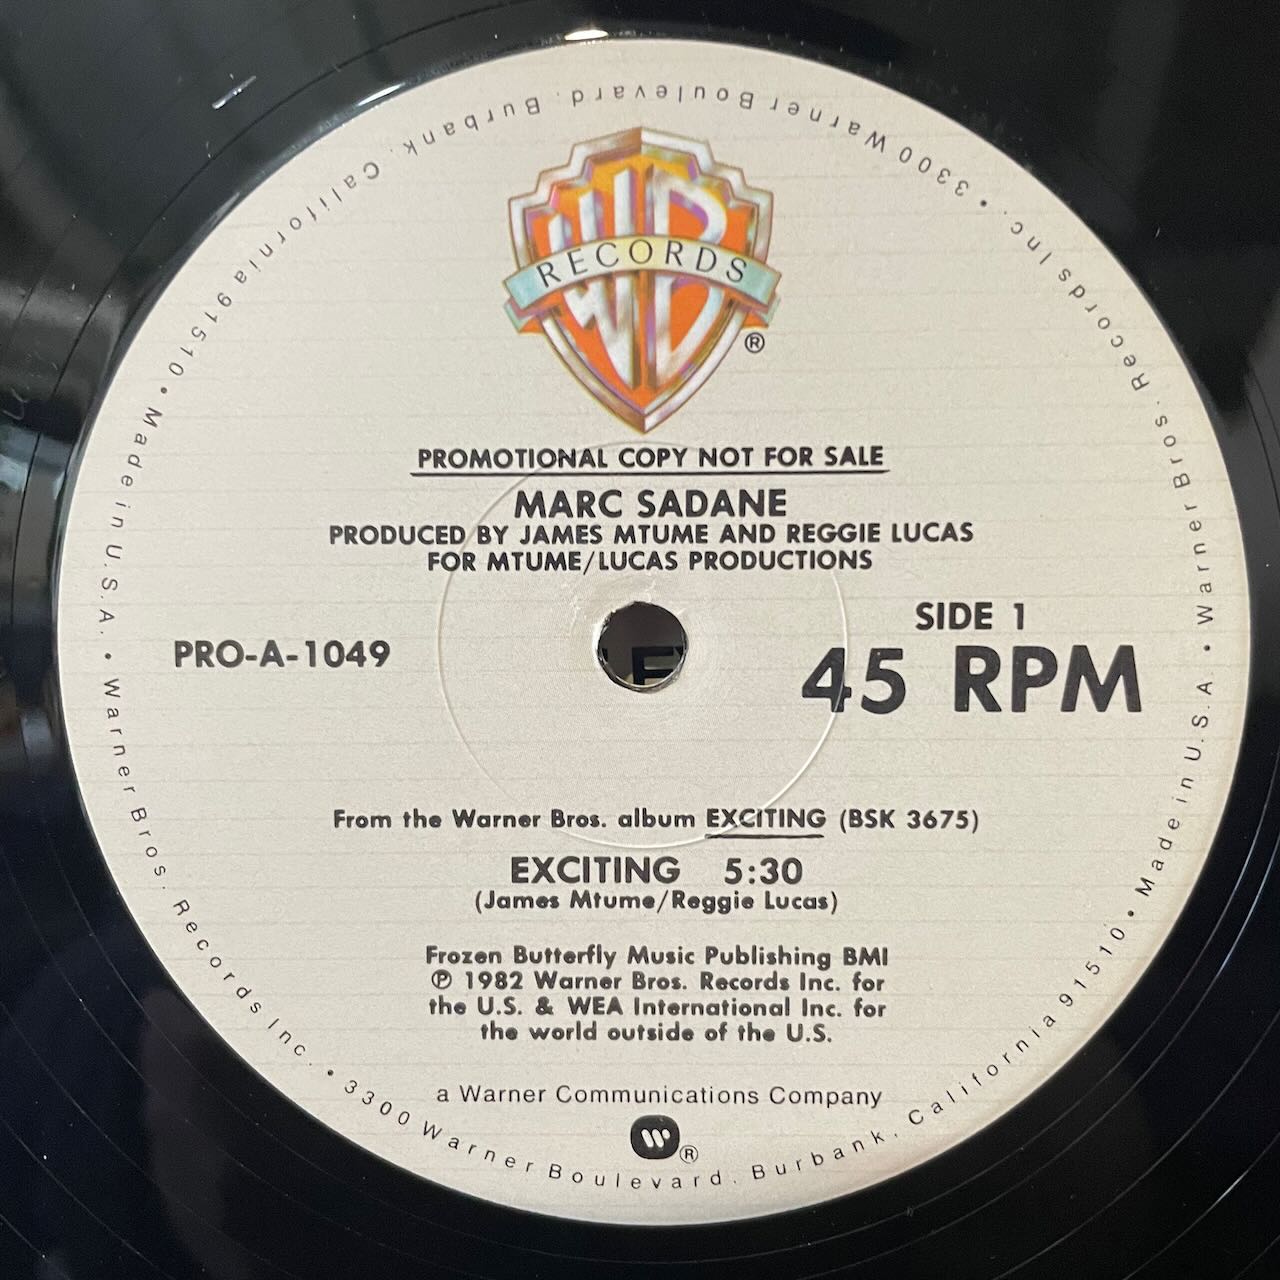 Warner Bros. Records Inc. • 3300 Warner Boulevard. Burbank. California 91510 • Made in U.S.A. •
Warner Bros. Records Inc. • 3300 Warner Boulevard. Burbank. California 91510 • Made in U.S.A. •
WB
RECORDS
®
PROMOTIONAL COPY NOT FOR SALE
MARC SADANE
PRODUCED BY JAMES MTUME AND REGGIE LUCAS
FOR MTUME/LUCAS PRODUCTIONS
SIDE 1
PRO-A-1049
45 RPM
From the Warner Bros. album EXCITING (BSK 3675)
EXCITING 5:30
(James Mtume/Reggie Lucas)
Frozen Butterfly Music Publishing BMI
℗ 1982 Warner Bros. Records Inc. for
the U.S. & WEA International Inc. for
the world outside of the U.S.
a Warner Communications Company
®